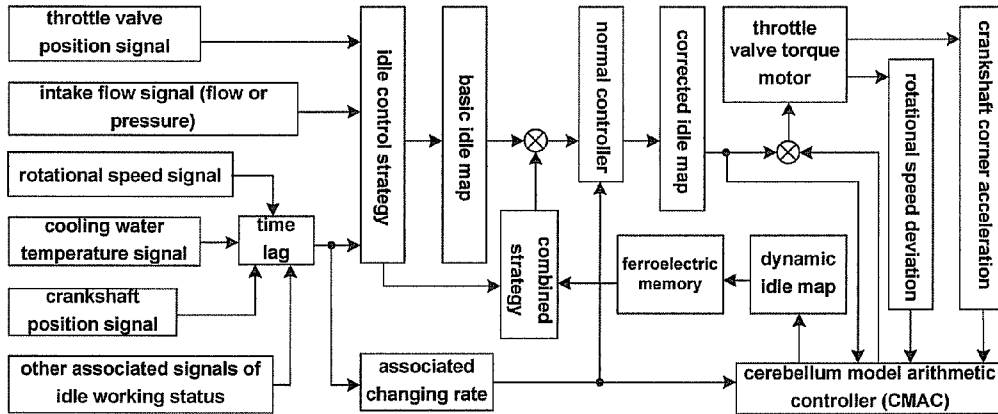 throttle valve
position signal
intake flow signal (flow or
pressure)
rotational speed signal
cooling water
temperature signal
crankshaft
position signal
other associated signals of
idle working status
time
lag
idle control strategy
basic idle map
combined
strategy
normal controller
corrected idle map
associated
changing rate
ferroelectric
memory
dynamic
idle map
throttle
valve torque
motor
rotational speed deviation
crankshaft corner acceleration
cerebellum model arithmetic
controller (CMAC)